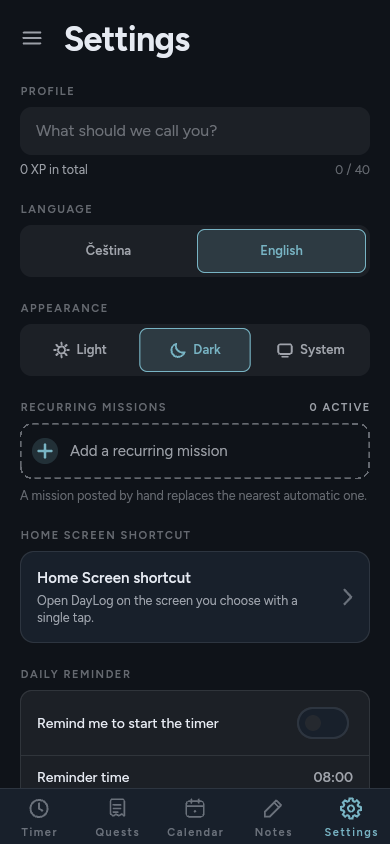 Settings
PROFILE
What should we call you?
0 XP in total
0 / 40
LANGUAGE
Čeština
English
APPEARANCE
Light
Dark
System
RECURRING MISSIONS
0 ACTIVE
Add a recurring mission
A mission posted by hand replaces the nearest automatic one.
HOME SCREEN SHORTCUT
Home Screen shortcut
Open DayLog on the screen you choose with a
single tap.
DAILY REMINDER
Remind me to start the timer
Reminder time
08:00
Timer
Quests
Calendar
Notes
Settings